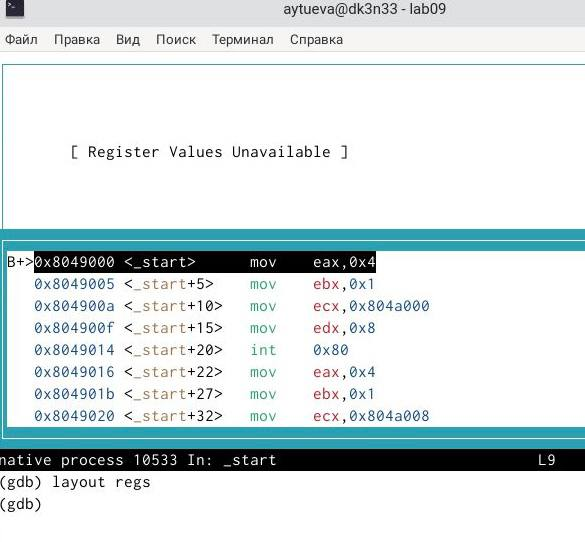 aytueva@dk3n33 - lab09
Файл Правка Вид Поиск Терминал Справка
[ Register Values Unavailable ]
B+>0x8049000 <_start> mov eax,0x4
0x8049005 <_start+5> mov ebx,0x1
0x804900a <_start+10> mov ecx,0x804a000
0x804900f <_start+15> mov edx,0x8
0x8049014 <_start+20> int 0x80
0x8049016 <_start+22> mov eax,0x4
0x804901b <_start+27> mov ebx,0x1
0x8049020 <_start+32> mov ecx,0x804a008
native process 10533 In: _start L9
(gdb) layout regs
(gdb)